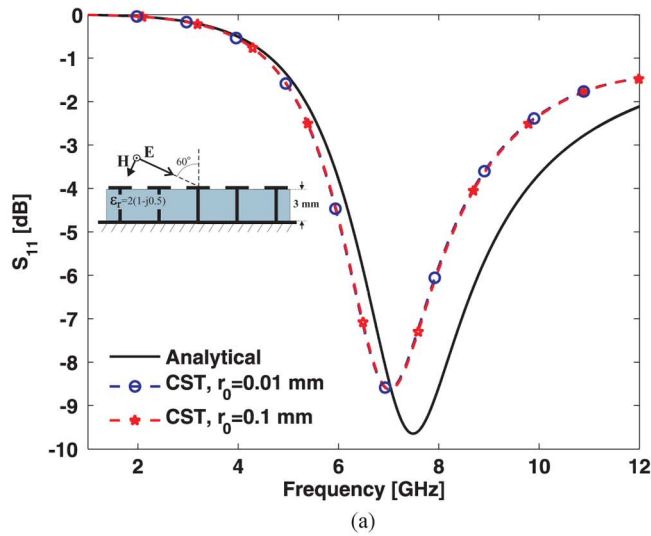 0
-1
-2
-3
-4
-5
-6
-7
-8
-9
-10
S11 [dB]
H E 60°
εr=2(1-j0.5)
3 mm
Analytical
CST, r0=0.01 mm
CST, r0=0.1 mm
2 4 6 8 10 12
Frequency [GHz]
(a)